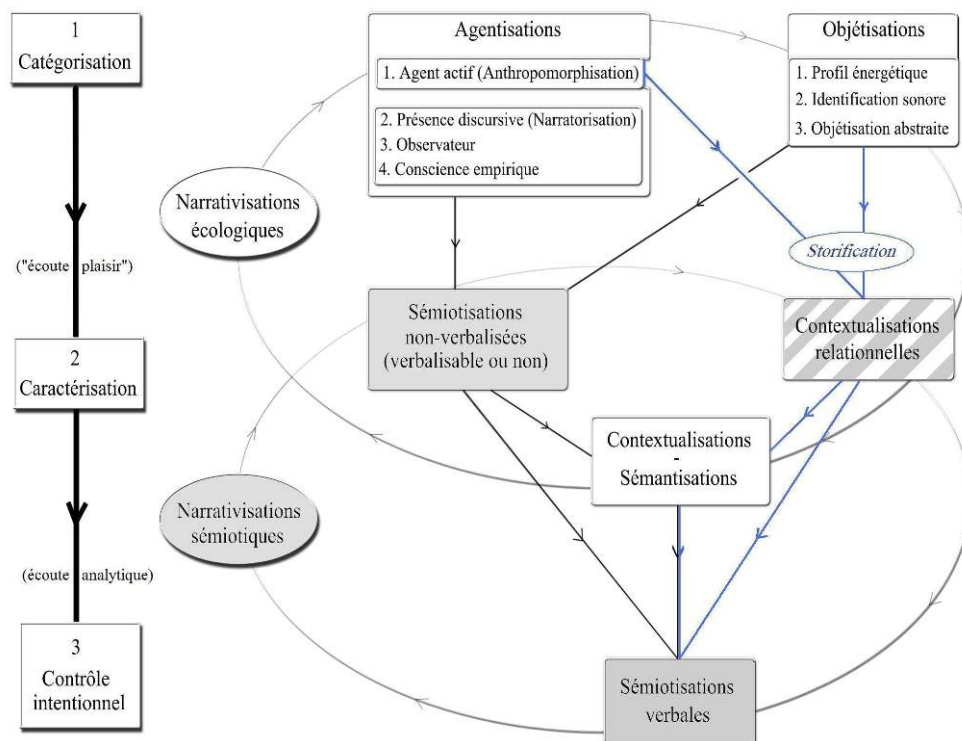 1
Catégorisation
("écoute plaisir")
2
Caractérisation
(écoute analytique)
3
Contrôle
intentionnel
Agentisations
1. Agent actif (Anthropomorphisation)
2. Présence discursive (Narratorisation)
3. Observateur
4. Conscience empirique
Objétisations
1. Profil énergétique
2. Identification sonore
3. Objétisation abstraite
Narrativisations
écologiques
Storification
Sémiotisations
non-verbalisées
(verbalisable ou non)
Contextualisations
relationnelles
Contextualisations
-
Sémantisations
Narrativisations
sémiotiques
Sémiotisations
verbales